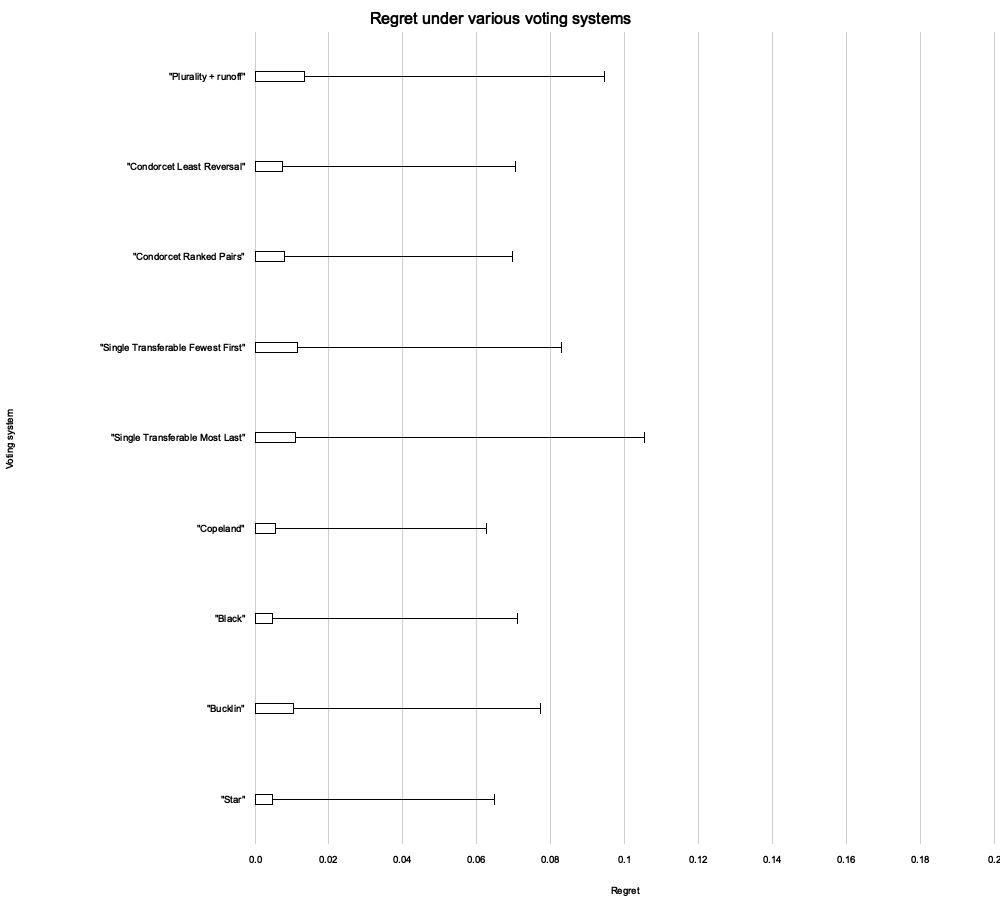 Regret under various voting systems
"Plurality + runoff"
"Condorcet Least Reversal"
"Condorcet Ranked Pairs"
"Single Transferable Fewest First"
"Single Transferable Most Last"
"Copeland"
"Black"
"Bucklin"
"Star"
Voting system
0.0 0.02 0.04 0.06 0.08 0.1 0.12 0.14 0.16 0.18 0.2
Regret